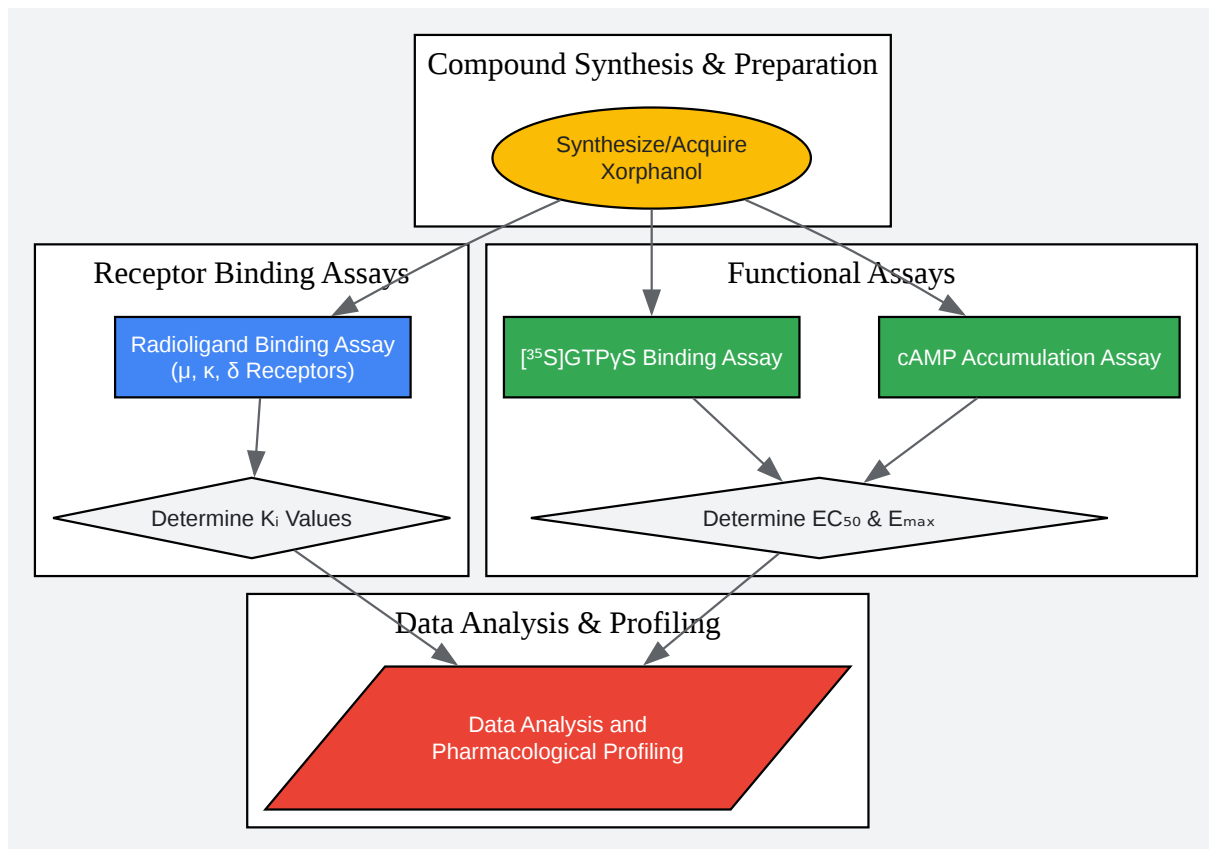 Compound Synthesis & Preparation
Synthesize/Acquire
Xorphanol
Receptor Binding Assays
Functional Assays
Radioligand Binding Assay
(μ, κ, δ Receptors)
[³⁵S]GTPγS Binding Assay
cAMP Accumulation Assay
Determine Kᵢ Values
Determine EC₅₀ & Eₘₐₓ
Data Analysis & Profiling
Data Analysis and
Pharmacological Profiling